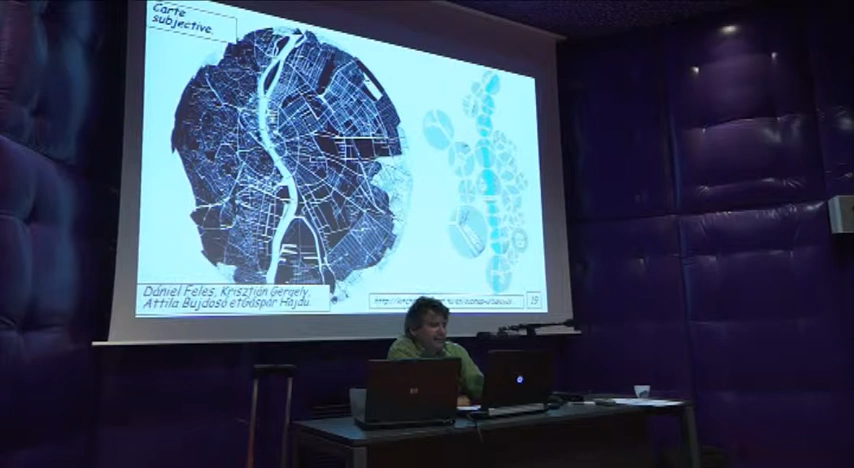 Carte
subjective.
Dániel Feles, Krisztián Gergely,
Attila Bujdosó et Gáspár Hajdu.
19